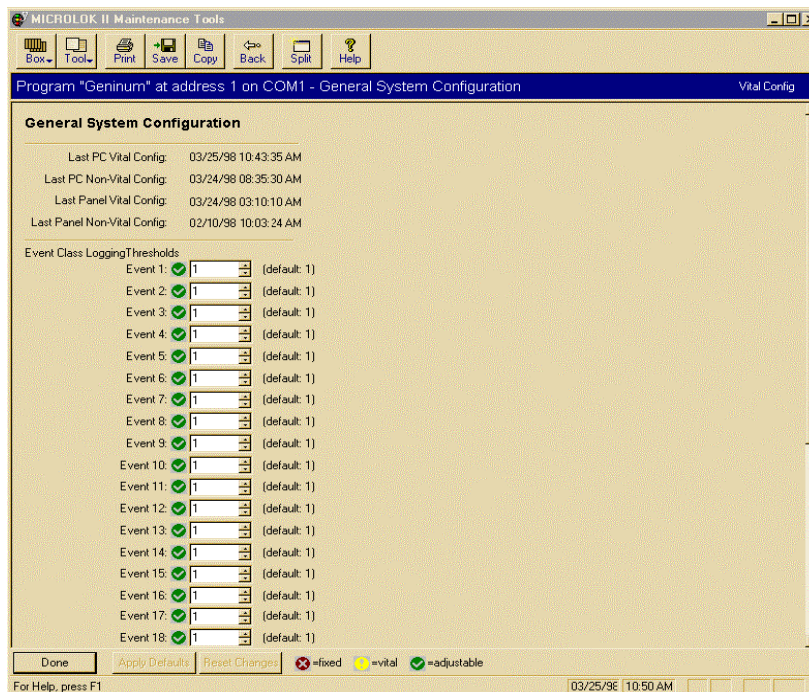 MICROLOK II Maintenance Tools
Box Tool Print Save Copy Back Split Help
Program "Geninum" at address 1 on COM1 - General System Configuration Vital Config
General System Configuration
Last PC Vital Config: 03/25/98 10:43:35 AM
Last PC Non-Vital Config: 03/24/98 08:35:30 AM
Last Panel Vital Config: 03/24/98 03:10:10 AM
Last Panel Non-Vital Config: 02/10/98 10:03:24 AM
Event Class LoggingThresholds
Event 1: 1 (default: 1)
Event 2: 1 (default: 1)
Event 3: 1 (default: 1)
Event 4: 1 (default: 1)
Event 5: 1 (default: 1)
Event 6: 1 (default: 1)
Event 7: 1 (default: 1)
Event 8: 1 (default: 1)
Event 9: 1 (default: 1)
Event 10: 1 (default: 1)
Event 11: 1 (default: 1)
Event 12: 1 (default: 1)
Event 13: 1 (default: 1)
Event 14: 1 (default: 1)
Event 15: 1 (default: 1)
Event 16: 1 (default: 1)
Event 17: 1 (default: 1)
Event 18: 1 (default: 1)
Done Apply Defaults Reset Changes =fixed =vital =adjustable
For Help, press F1 03/25/98 10:50 AM